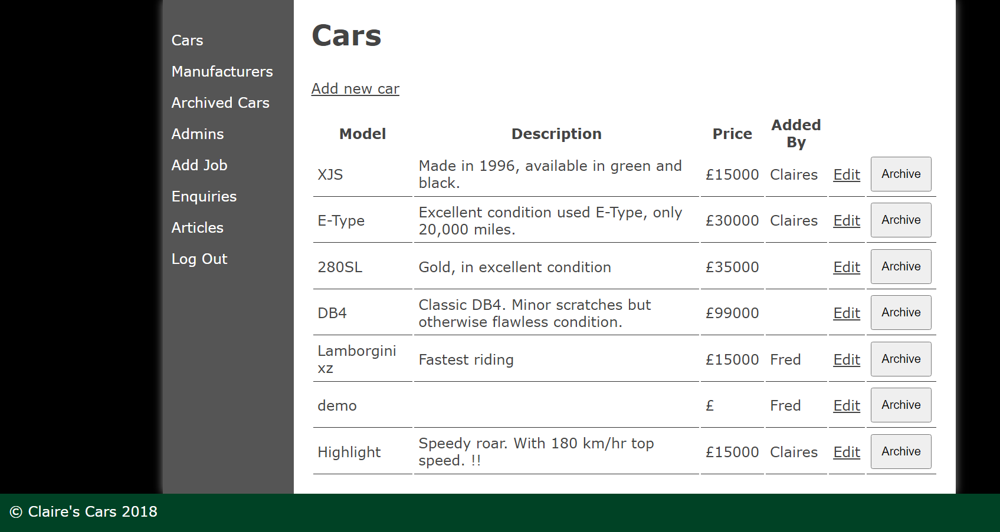 Cars
Manufacturers
Archived Cars
Admins
Add Job
Enquiries
Articles
Log Out
Cars
Add new car
Model Description Price Added By
XJS Made in 1996, available in green and black. £15000 Claires Edit Archive
E-Type Excellent condition used E-Type, only 20,000 miles. £30000 Claires Edit Archive
280SL Gold, in excellent condition £35000 Edit Archive
DB4 Classic DB4. Minor scratches but otherwise flawless condition. £99000 Edit Archive
Lamborgini xz Fastest riding £15000 Fred Edit Archive
demo £ Fred Edit Archive
Highlight Speedy roar. With 180 km/hr top speed. !! £15000 Claires Edit Archive
© Claire's Cars 2018